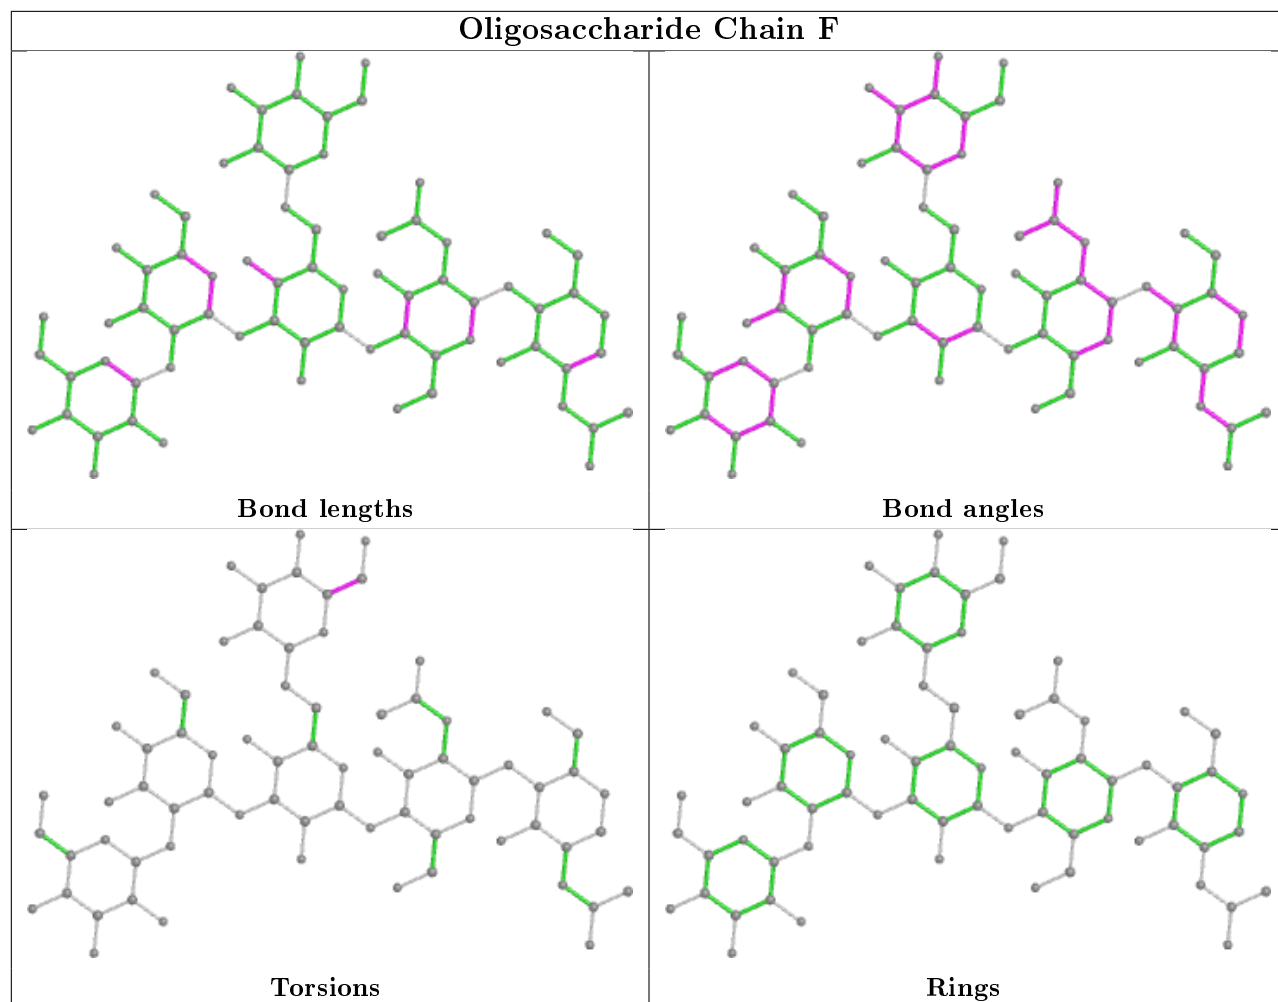 Oligosaccharide Chain F
Bond lengths
Bond angles
Torsions
Rings